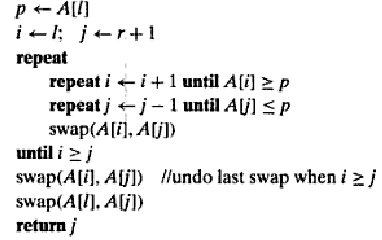 p ← A[l]
i ← l; j ← r + 1
repeat
repeat i ← i + 1 until A[i] ≥ p
repeat j ← j − 1 until A[j] ≤ p
swap(A[i], A[j])
until i ≥ j
swap(A[i], A[j]) //undo last swap when i ≥ j
swap(A[l], A[j])
return j